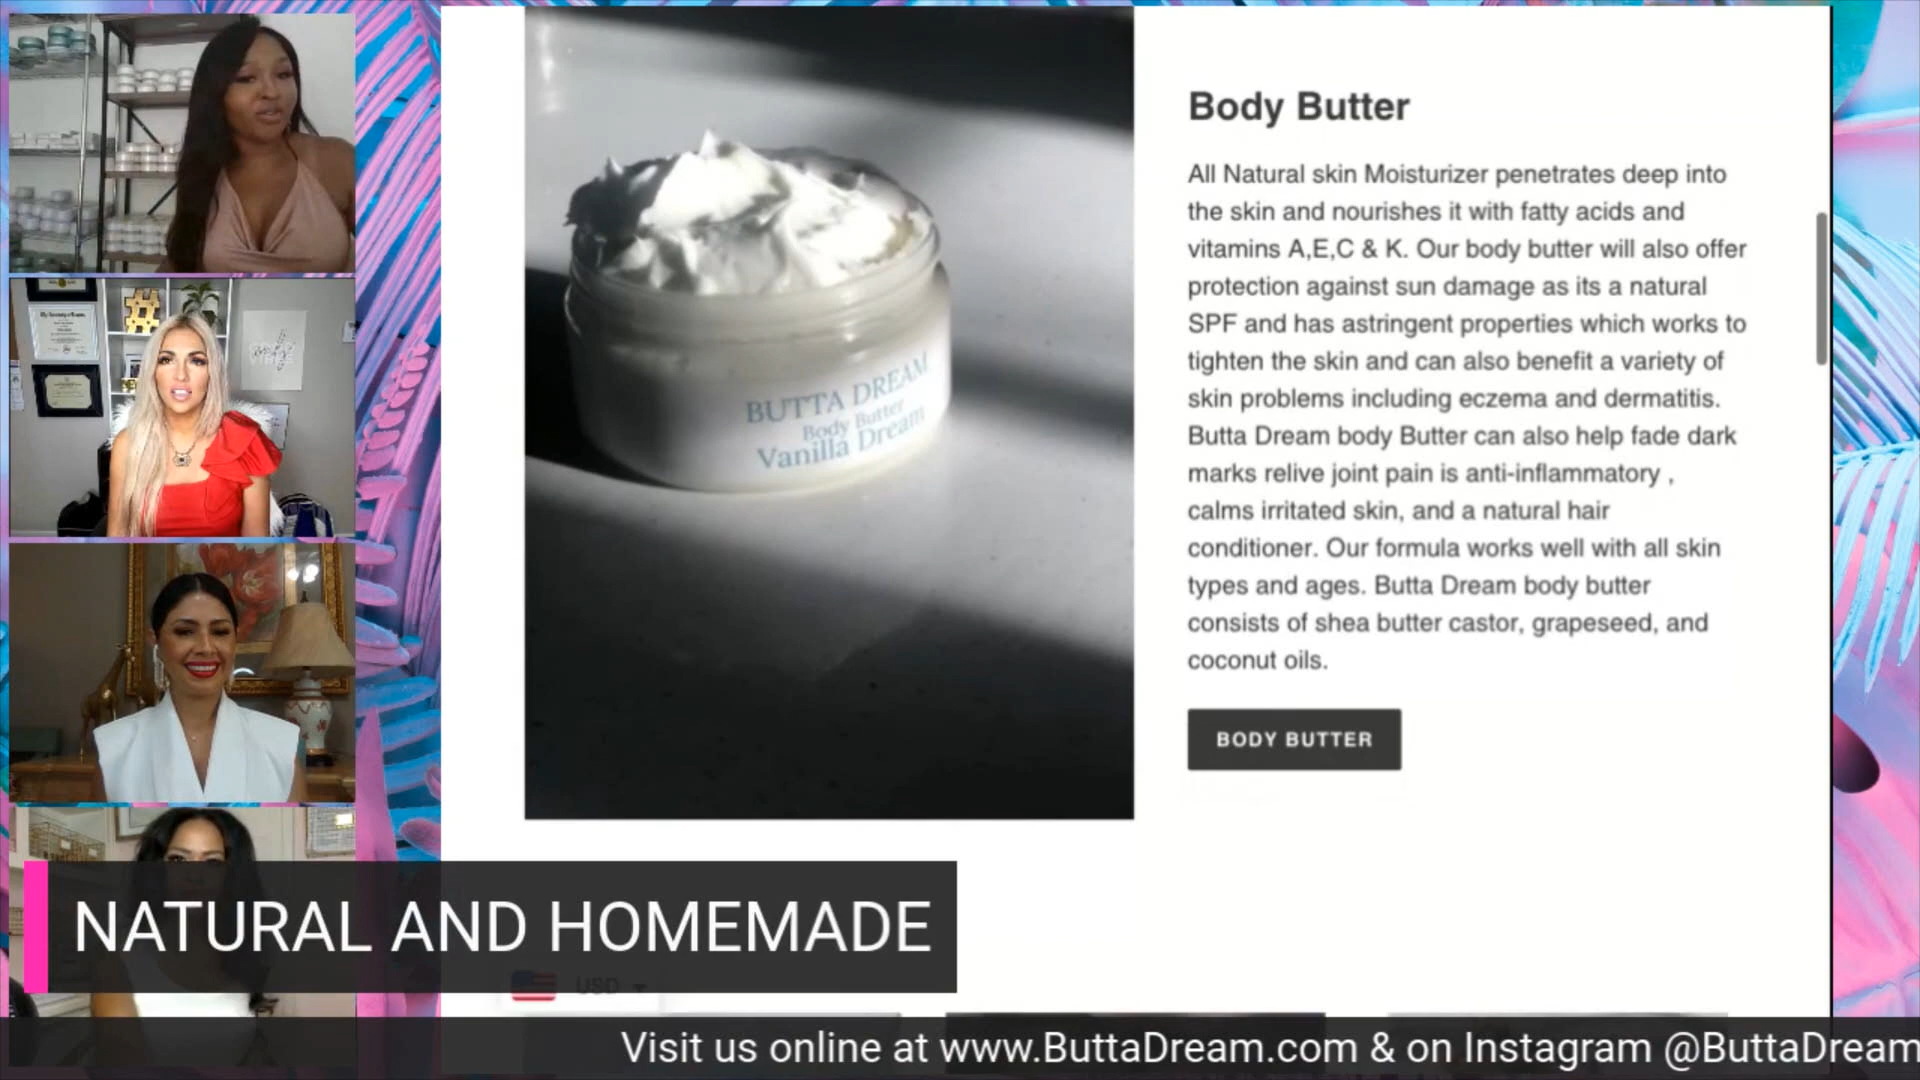 BUTTA DREAM
Body Butter
Vanilla Dream
Body Butter
All Natural skin Moisturizer penetrates deep into
the skin and nourishes it with fatty acids and
vitamins A,E,C & K. Our body butter will also offer
protection against sun damage as its a natural
SPF and has astringent properties which works to
tighten the skin and can also benefit a variety of
skin problems including eczema and dermatitis.
Butta Dream body Butter can also help fade dark
marks relive joint pain is anti-inflammatory ,
calms irritated skin, and a natural hair
conditioner. Our formula works well with all skin
types and ages. Butta Dream body butter
consists of shea butter castor, grapeseed, and
coconut oils.
BODY BUTTER
NATURAL AND HOMEMADE
USD
Visit us online at www.ButtaDream.com & on Instagram @ButtaDream